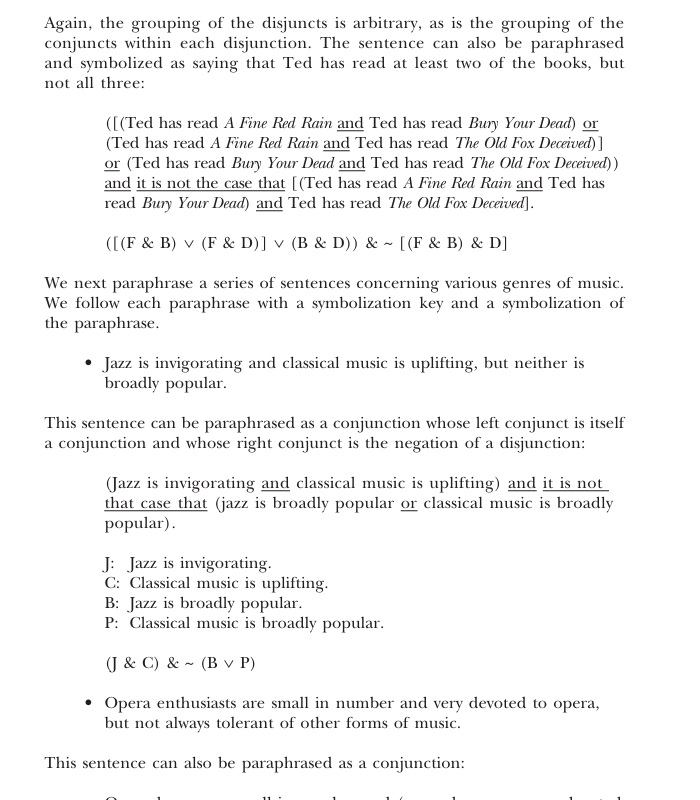 Again, the grouping of the disjuncts is arbitrary, as is the grouping of the
conjuncts within each disjunction. The sentence can also be paraphrased
and symbolized as saying that Ted has read at least two of the books, but
not all three:
([(Ted has read A Fine Red Rain and Ted has read Bury Your Dead) or
(Ted has read A Fine Red Rain and Ted has read The Old Fox Deceived)]
or (Ted has read Bury Your Dead and Ted has read The Old Fox Deceived))
and it is not the case that [(Ted has read A Fine Red Rain and Ted has
read Bury Your Dead) and Ted has read The Old Fox Deceived].
([(F & B) ∨ (F & D)] ∨ (B & D)) & ~ [(F & B) & D]
We next paraphrase a series of sentences concerning various genres of music.
We follow each paraphrase with a symbolization key and a symbolization of
the paraphrase.
• Jazz is invigorating and classical music is uplifting, but neither is
broadly popular.
This sentence can be paraphrased as a conjunction whose left conjunct is itself
a conjunction and whose right conjunct is the negation of a disjunction:
(Jazz is invigorating and classical music is uplifting) and it is not
that case that (jazz is broadly popular or classical music is broadly
popular).
J: Jazz is invigorating.
C: Classical music is uplifting.
B: Jazz is broadly popular.
P: Classical music is broadly popular.
(J & C) & ~ (B ∨ P)
• Opera enthusiasts are small in number and very devoted to opera,
but not always tolerant of other forms of music.
This sentence can also be paraphrased as a conjunction: